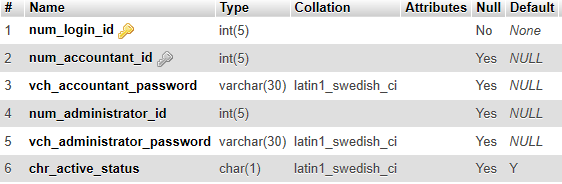 # Name Type Collation Attributes Null Default
1 num_login_id int(5) No None
2 num_accountant_id int(5) Yes NULL
3 vch_accountant_password varchar(30) latin1_swedish_ci Yes NULL
4 num_administrator_id int(5) Yes NULL
5 vch_administrator_password varchar(30) latin1_swedish_ci Yes NULL
6 chr_active_status char(1) latin1_swedish_ci Yes Y